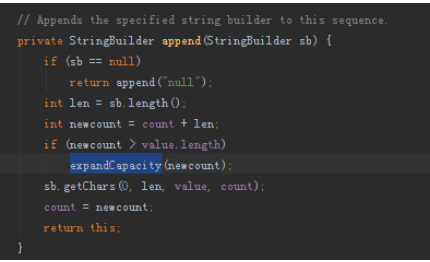 // Appends the specified string builder to this sequence.
private StringBuilder append(StringBuilder sb) {
    if (sb == null)
        return append("null");
    int len = sb.length();
    int newcount = count + len;
    if (newcount > value.length)
        expandCapacity(newcount);
    sb.getChars(0, len, value, count);
    count = newcount;
    return this;
}